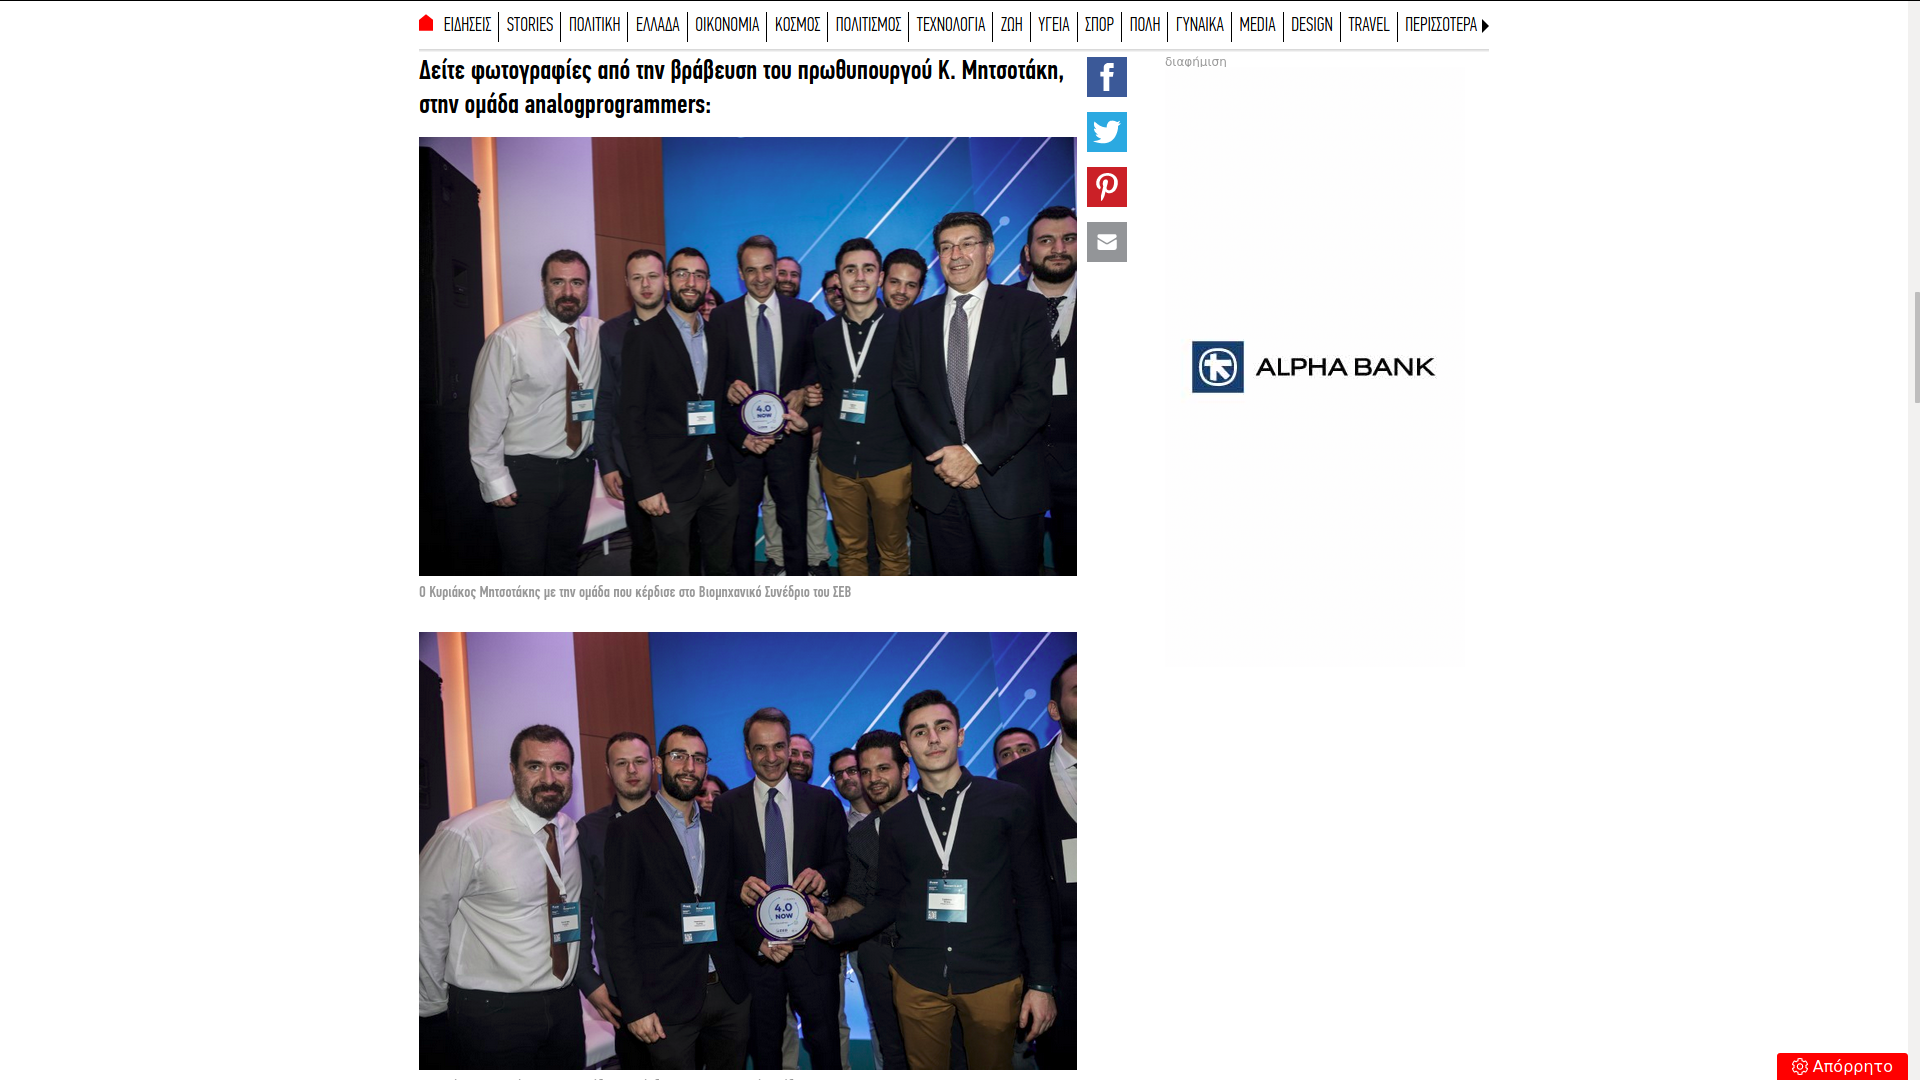 ΕΙΔΗΣΕΙΣ STORIES ΠΟΛΙΤΙΚΗ ΕΛΛΑΔΑ ΟΙΚΟΝΟΜΙΑ ΚΟΣΜΟΣ ΠΟΛΙΤΙΣΜΟΣ ΤΕΧΝΟΛΟΓΙΑ ΖΩΗ ΥΓΕΙΑ ΣΠΟΡ ΠΟΛΗ ΓΥΝΑΙΚΑ MEDIA DESIGN TRAVEL ΠΕΡΙΣΣΟΤΕΡΑ
Δείτε φωτογραφίες από την βράβευση του πρωθυπουργού Κ. Μητσοτάκη,
στην ομάδα analogprogrammers:
διαφήμιση
ALPHA BANK
4.0
NOW
Ο Κυριάκος Μητσοτάκης με την ομάδα που κέρδισε στο Βιομηχανικό Συνέδριο του ΣΕΒ
4.0
NOW
Απόρρητο